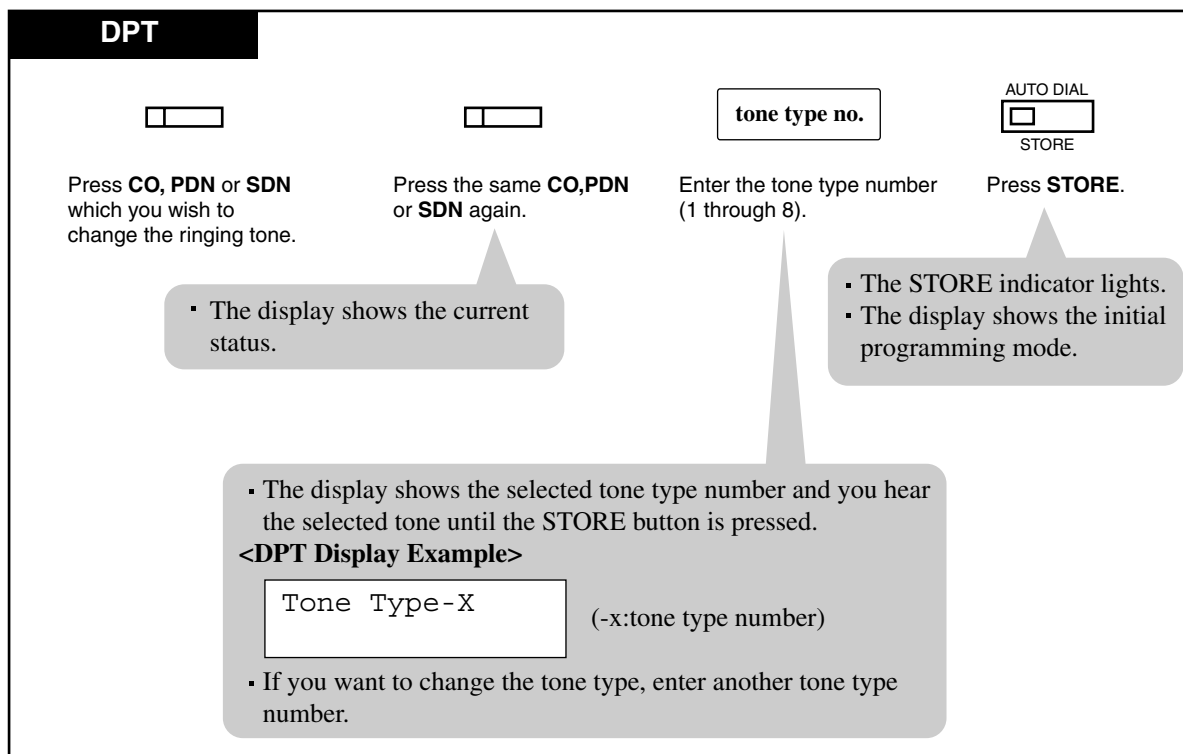 DPT
tone type no.
AUTO DIAL
STORE
Press CO, PDN or SDN
which you wish to
change the ringing tone.
Press the same CO,PDN
or SDN again.
Enter the tone type number
(1 through 8).
Press STORE.
▪ The display shows the current
status.
▪ The STORE indicator lights.
▪ The display shows the initial
programming mode.
▪ The display shows the selected tone type number and you hear
the selected tone until the STORE button is pressed.
<DPT Display Example>
Tone Type-X
(-x:tone type number)
▪ If you want to change the tone type, enter another tone type
number.